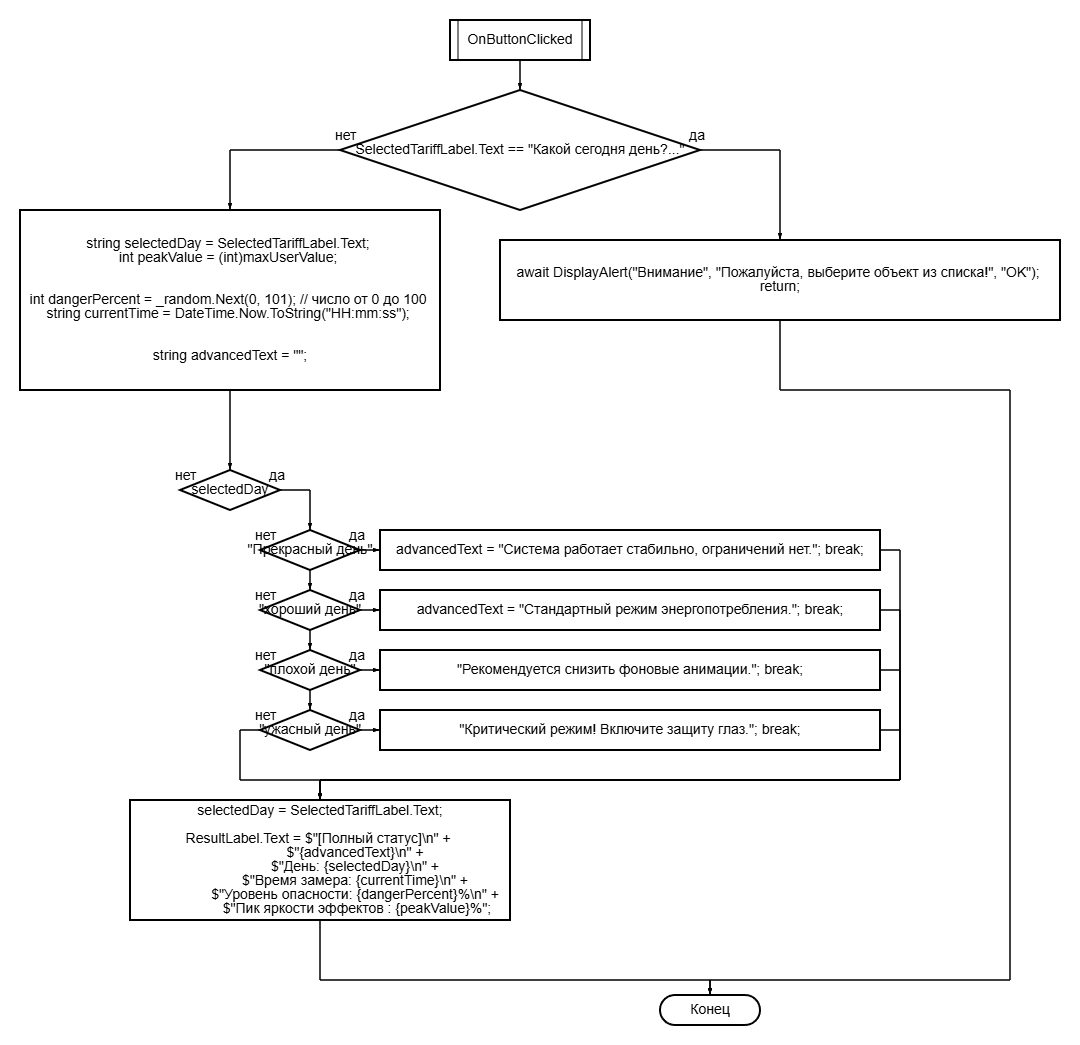 OnButtonClicked
нет
да
SelectedTariffLabel.Text == "Какой сегодня день?..."
string selectedDay = SelectedTariffLabel.Text;
int peakValue = (int)maxUserValue;
int dangerPercent = _random.Next(0, 101); // число от 0 до 100
string currentTime = DateTime.Now.ToString("HH:mm:ss");
string advancedText = "";
await DisplayAlert("Внимание", "Пожалуйста, выберите объект из списка!", "OK");
return;
нет
да
selectedDay
нет
да
"Прекрасный день"
advancedText = "Система работает стабильно, ограничений нет."; break;
нет
да
"хороший день"
advancedText = "Стандартный режим энергопотребления."; break;
нет
да
"плохой день"
"Рекомендуется снизить фоновые анимации."; break;
нет
да
"ужасный день"
"Критический режим! Включите защиту глаз."; break;
selectedDay = SelectedTariffLabel.Text;
ResultLabel.Text = $"[Полный статус]\n" +
$"{advancedText}\n" +
$"День: {selectedDay}\n" +
$"Время замера: {currentTime}\n" +
$"Уровень опасности: {dangerPercent}%\n" +
$"Пик яркости эффектов : {peakValue}%";
Конец